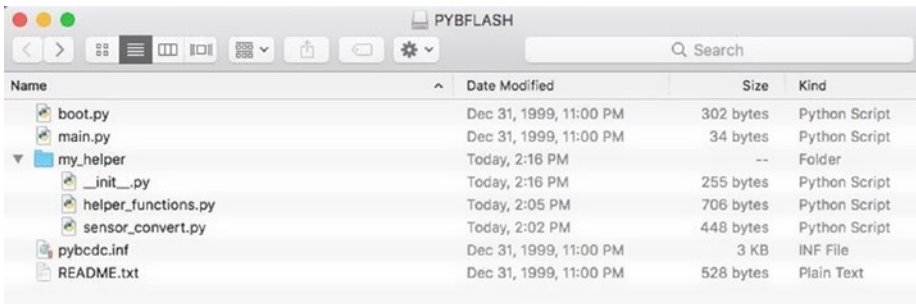 PYBFLASH
Search
Name Date Modified Size Kind
boot.py Dec 31, 1999, 11:00 PM 302 bytes Python Script
main.py Dec 31, 1999, 11:00 PM 34 bytes Python Script
my_helper Today, 2:16 PM -- Folder
__init__.py Today, 2:16 PM 255 bytes Python Script
helper_functions.py Today, 2:05 PM 706 bytes Python Script
sensor_convert.py Today, 2:02 PM 448 bytes Python Script
pybcdc.inf Dec 31, 1999, 11:00 PM 3 KB INF File
README.txt Dec 31, 1999, 11:00 PM 528 bytes Plain Text